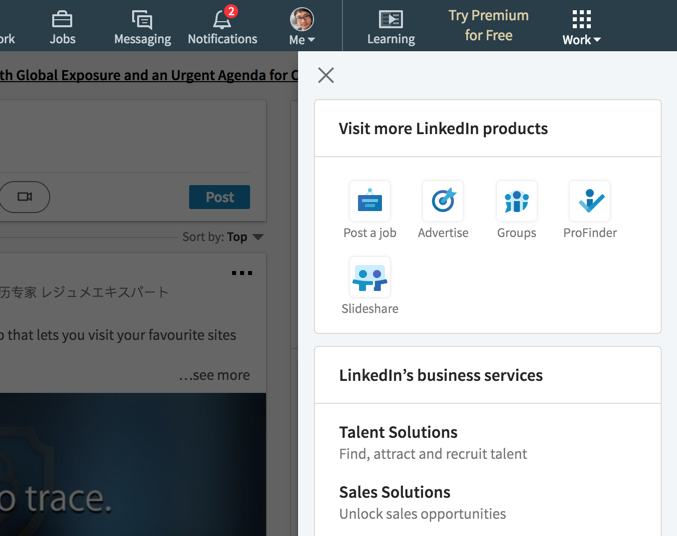 ork
Jobs
Messaging
2
Notifications
Me
Learning
Try Premium
for Free
Work
th Global Exposure and an Urgent Agenda for C
Post
Sort by: Top
历专家 レジュメエキスパート
o that lets you visit your favourite sites
...see more
o trace.
Visit more LinkedIn products
Post a job
Advertise
Groups
ProFinder
Slideshare
LinkedIn's business services
Talent Solutions
Find, attract and recruit talent
Sales Solutions
Unlock sales opportunities